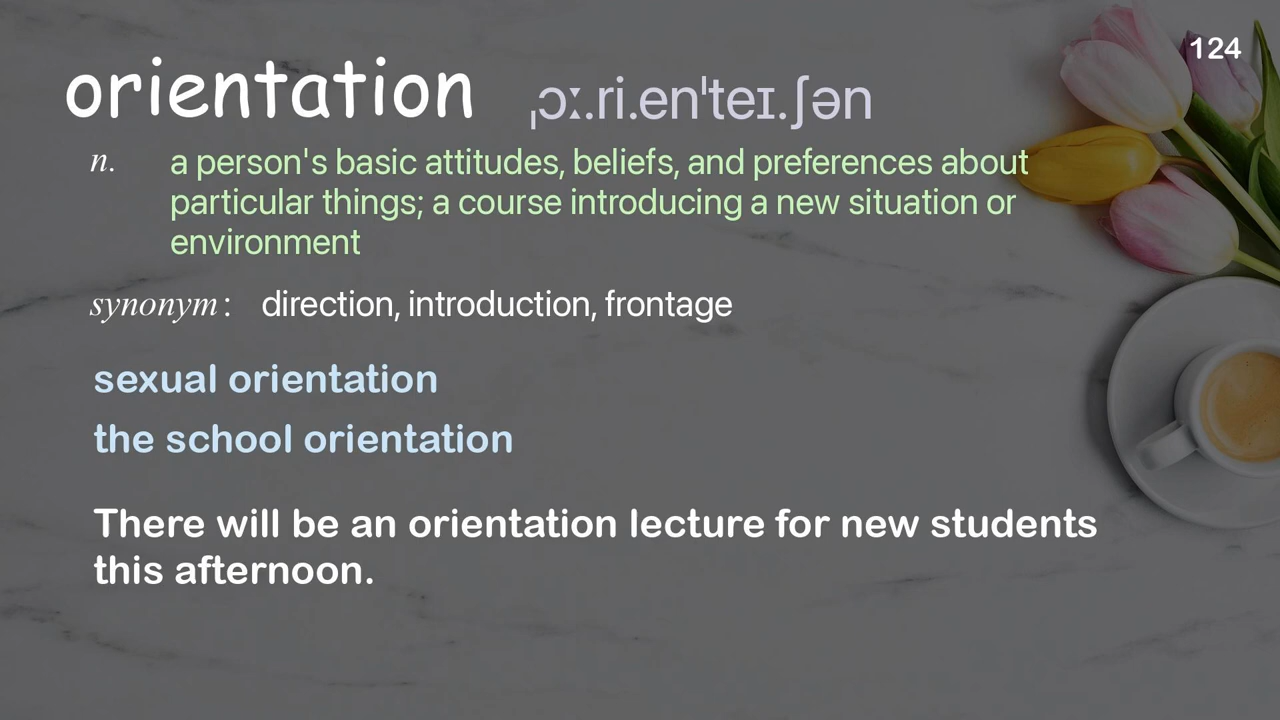 124
orientation ˌɔː.ri.enˈteɪ.ʃən
n. a person's basic attitudes, beliefs, and preferences about
particular things; a course introducing a new situation or
environment
synonym: direction, introduction, frontage
sexual orientation
the school orientation
There will be an orientation lecture for new students
this afternoon.